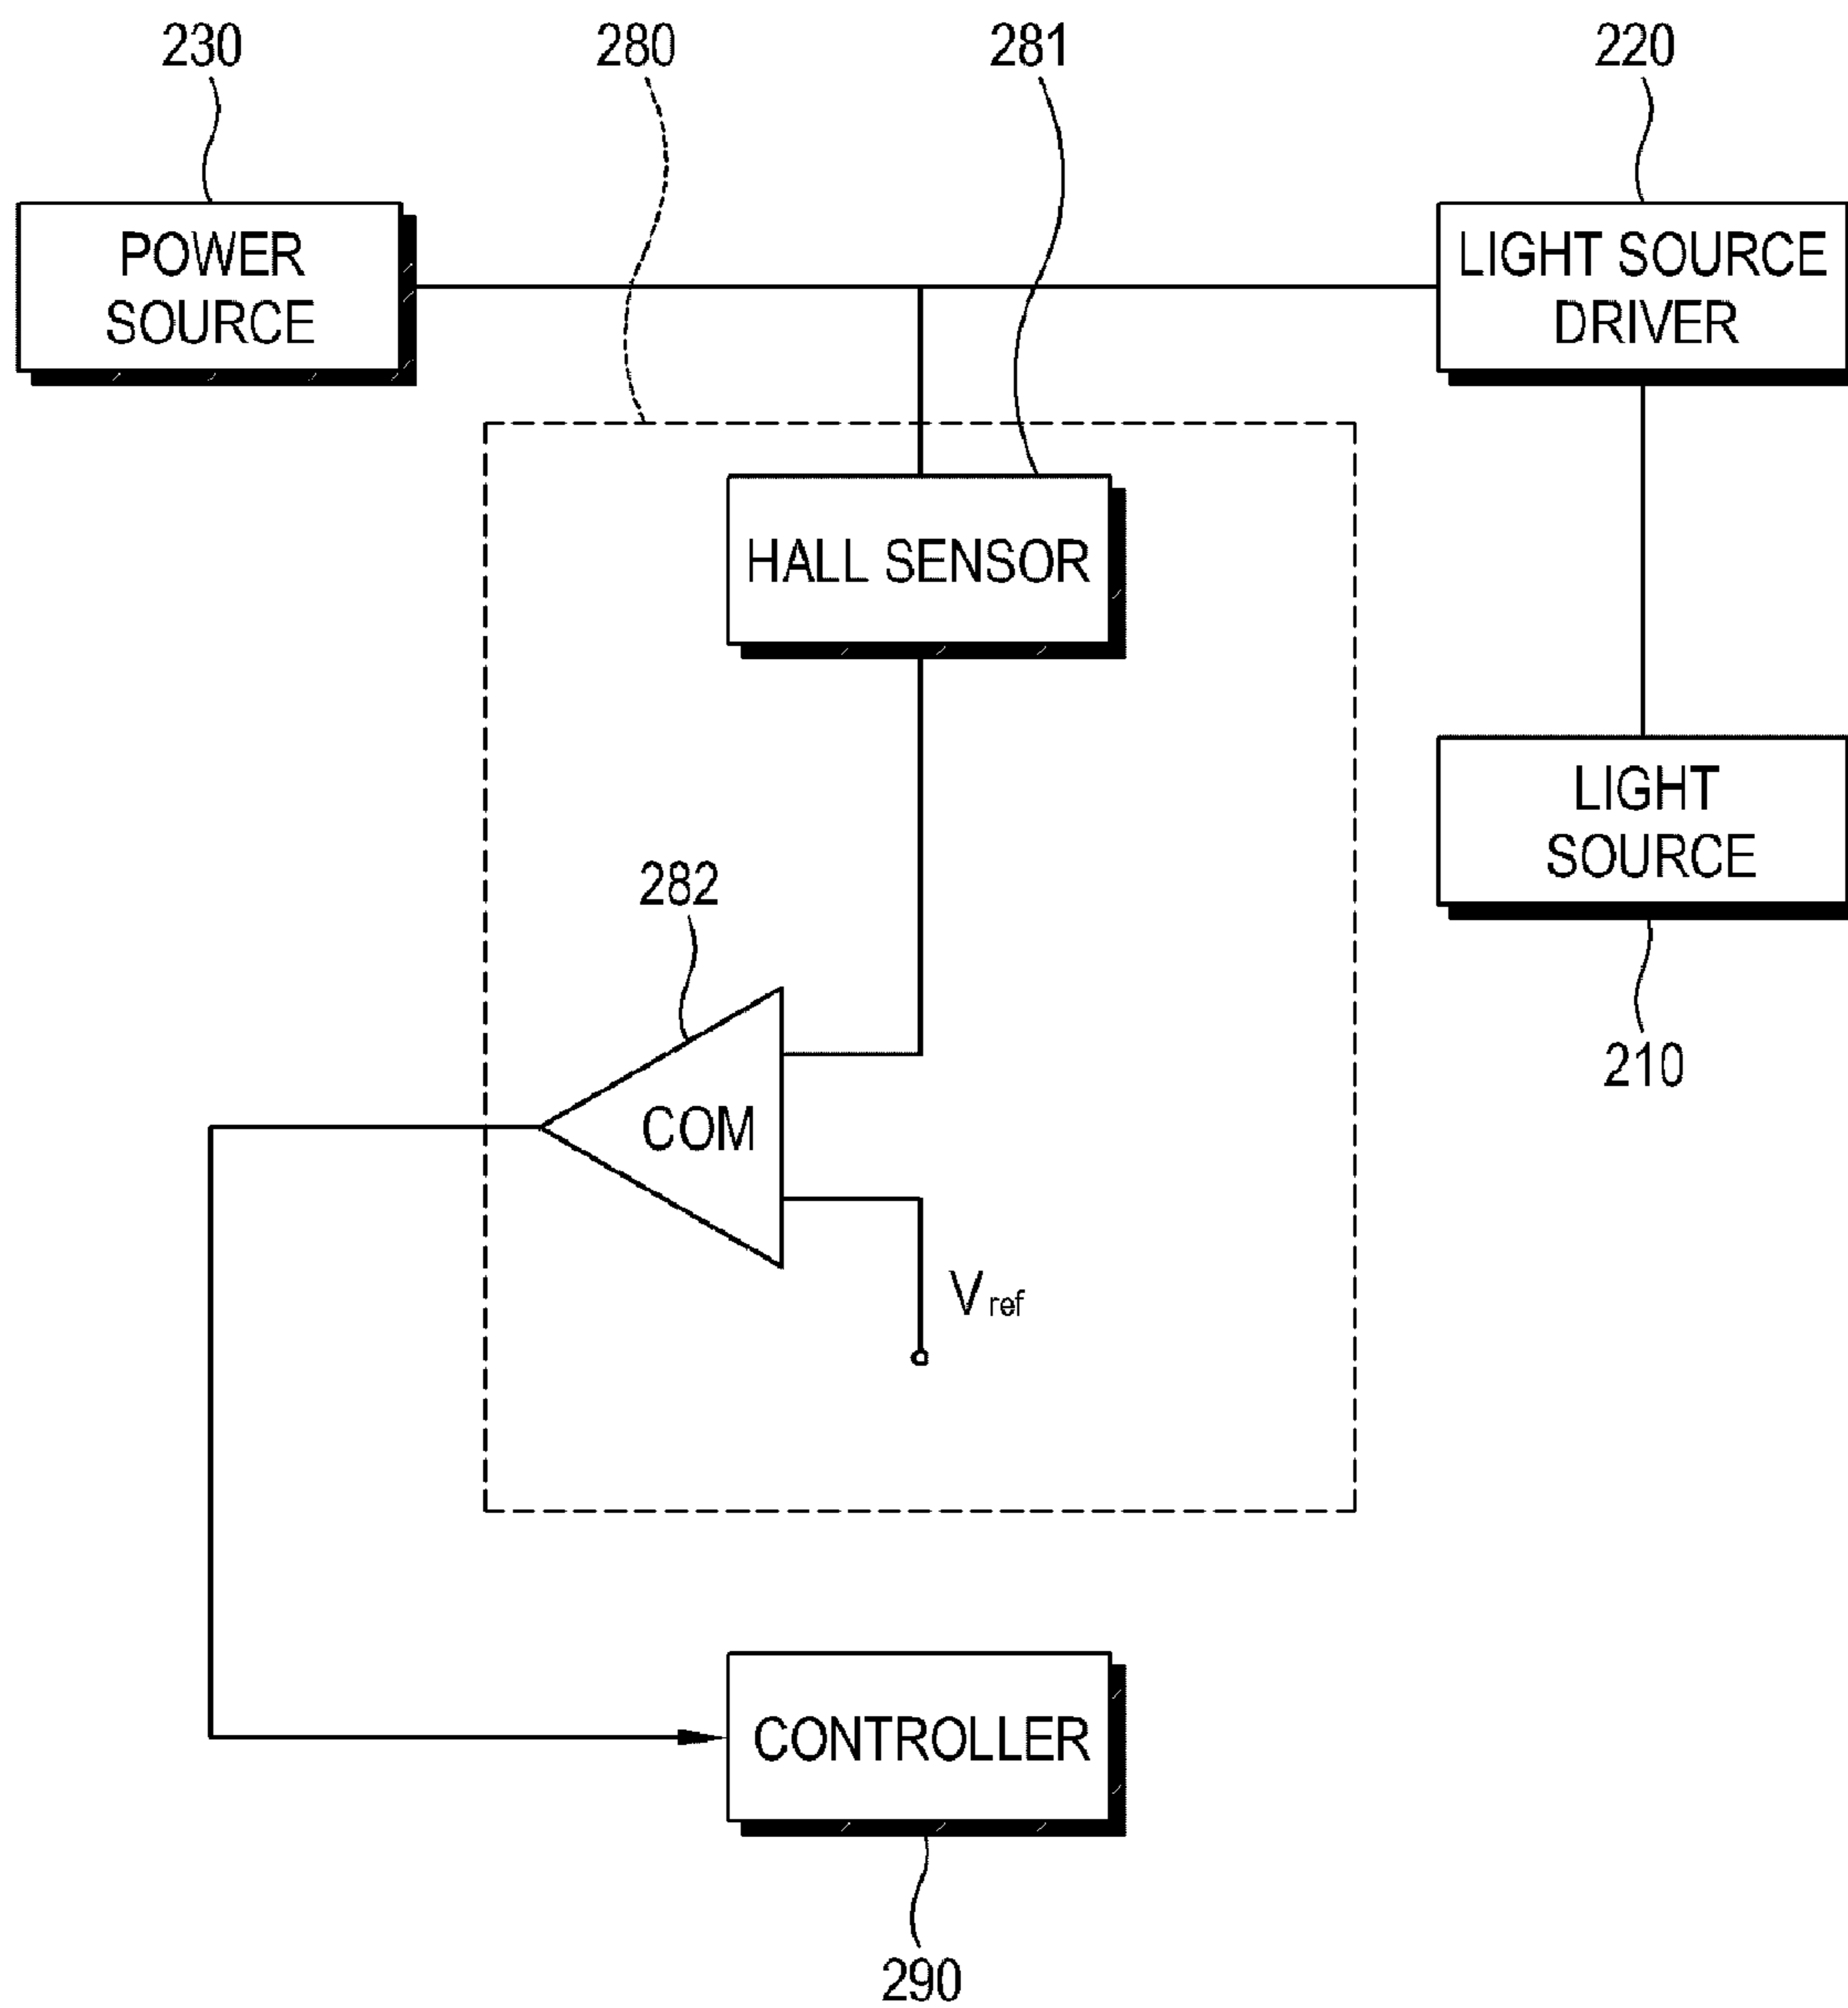 230
280
281
220
POWER
SOURCE
LIGHT SOURCE
DRIVER
HALL SENSOR
LIGHT
SOURCE
282
210
COM
Vref
CONTROLLER
290